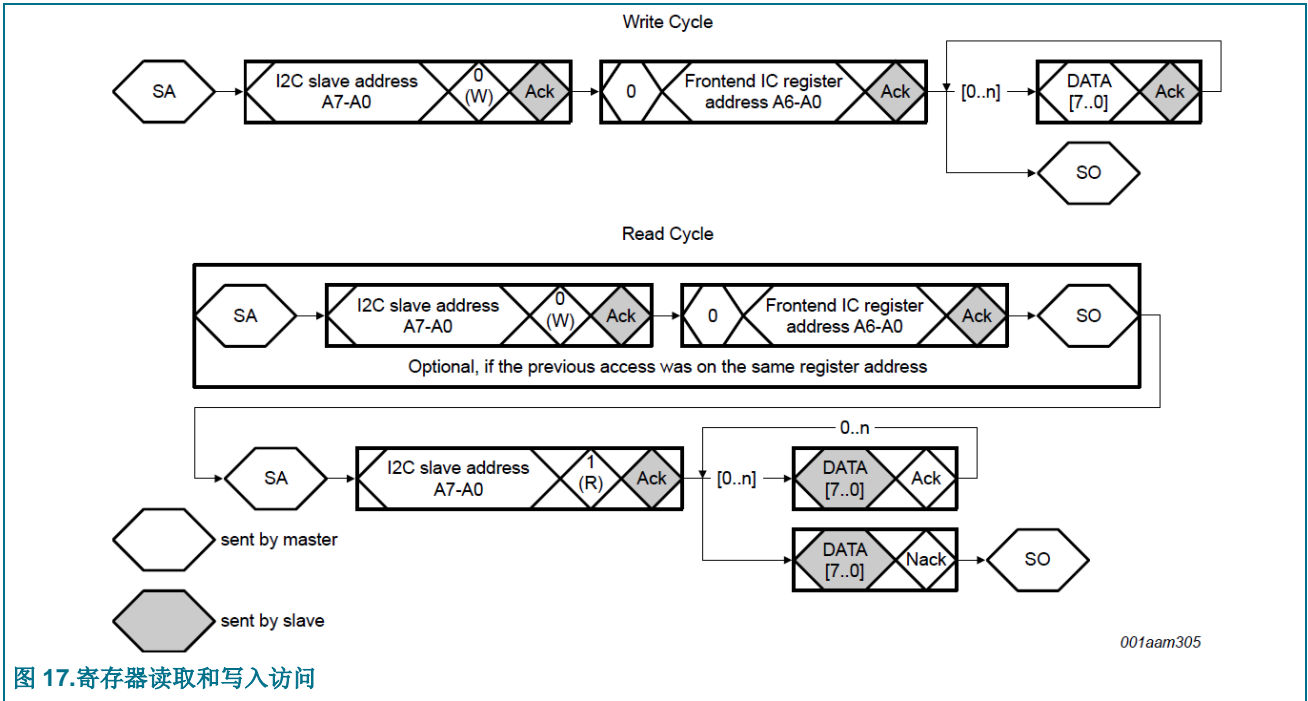 Write Cycle
SA
I2C slave address
A7-A0
0
(W)
Ack
0
Frontend IC register
address A6-A0
Ack
[0..n]
DATA
[7..0]
Ack
SO
Read Cycle
SA
I2C slave address
A7-A0
0
(W)
Ack
0
Frontend IC register
address A6-A0
Ack
SO
Optional, if the previous access was on the same register address
0..n
SA
I2C slave address
A7-A0
1
(R)
Ack
[0..n]
DATA
[7..0]
Ack
DATA
[7..0]
Nack
SO
sent by master
sent by slave
001aam305
图 17.寄存器读取和写入访问